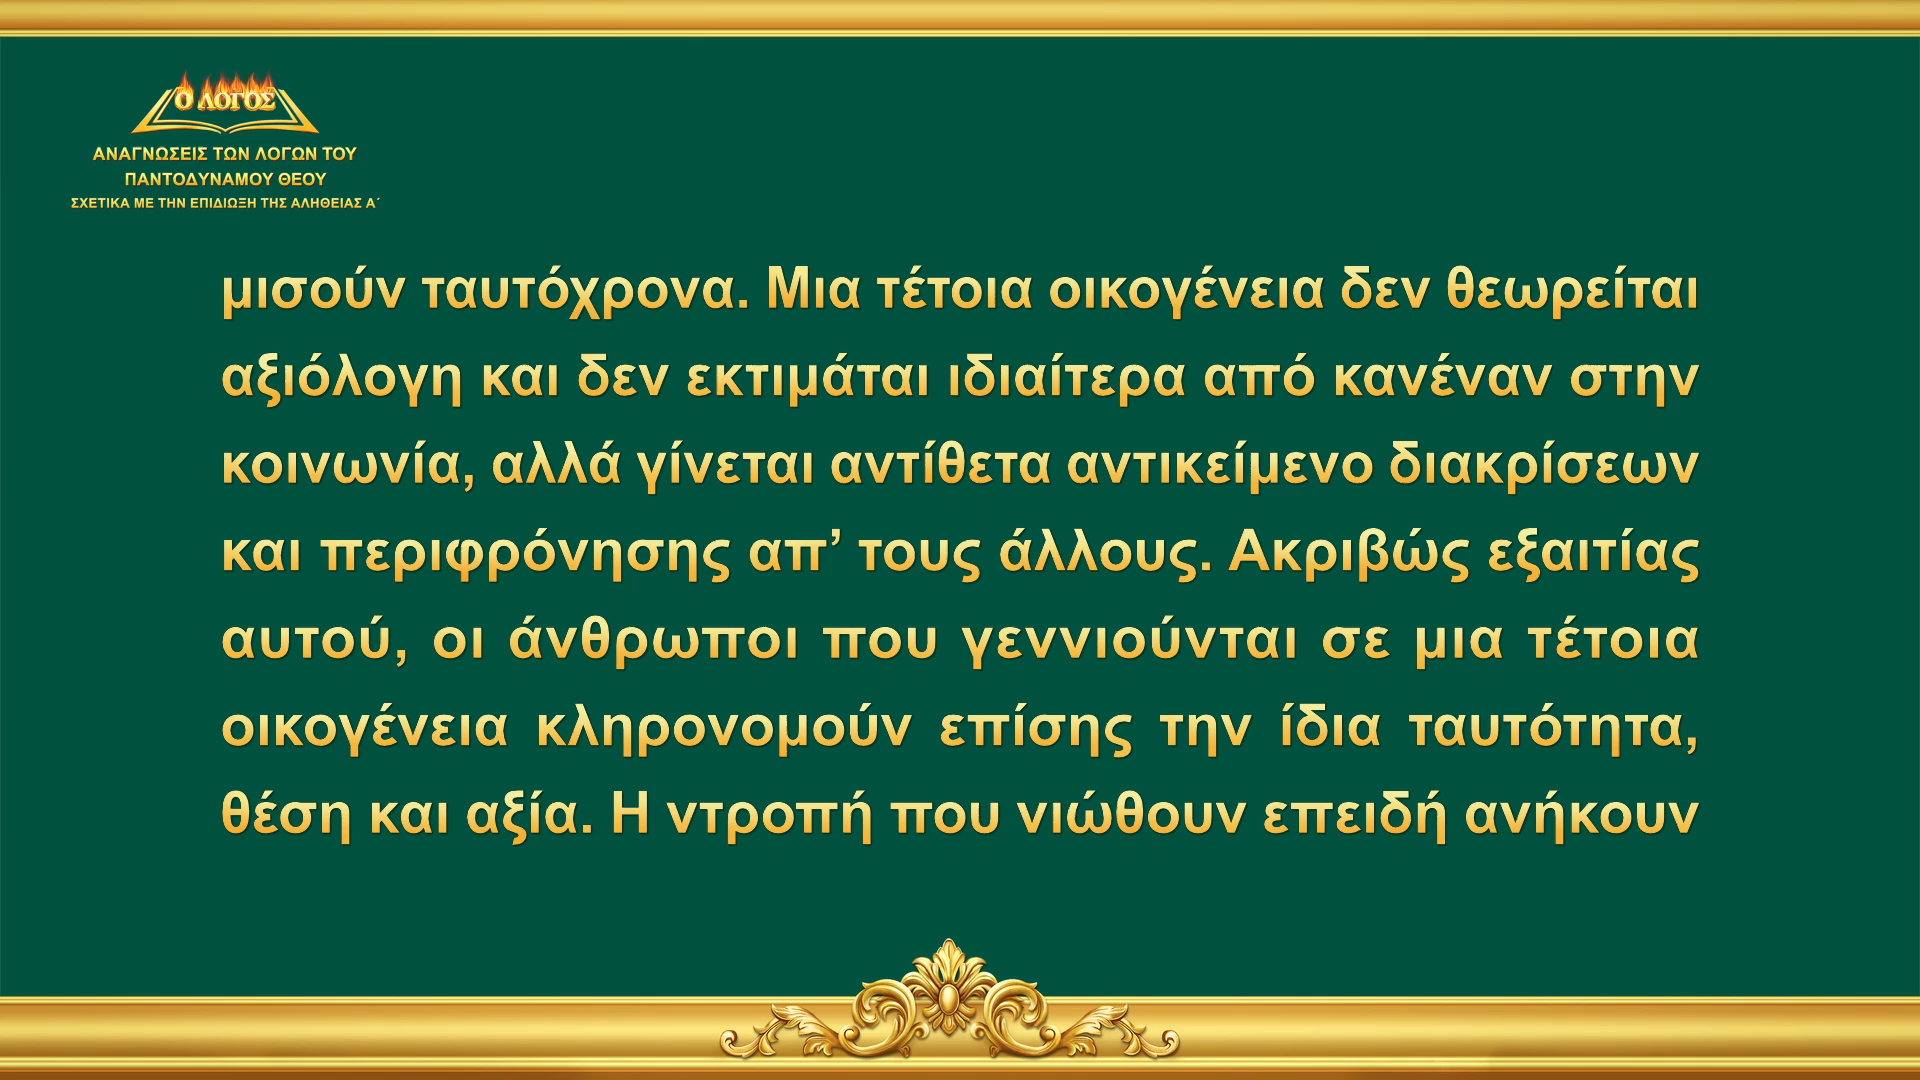 Ο ΛΟΓΟΣ
ΑΝΑΓΝΩΣΕΙΣ ΤΩΝ ΛΟΓΩΝ ΤΟΥ
ΠΑΝΤΟΔΥΝΑΜΟΥ ΘΕΟΥ
ΣΧΕΤΙΚΑ ΜΕ ΤΗΝ ΕΠΙΔΙΩΞΗ ΤΗΣ ΑΛΗΘΕΙΑΣ Α΄
μισούν ταυτόχρονα. Μια τέτοια οικογένεια δεν θεωρείται
αξιόλογη και δεν εκτιμάται ιδιαίτερα από κανέναν στην
κοινωνία, αλλά γίνεται αντίθετα αντικείμενο διακρίσεων
και περιφρόνησης απ’ τους άλλους. Ακριβώς εξαιτίας
αυτού, οι άνθρωποι που γεννιούνται σε μια τέτοια
οικογένεια κληρονομούν επίσης την ίδια ταυτότητα,
θέση και αξία. Η ντροπή που νιώθουν επειδή ανήκουν